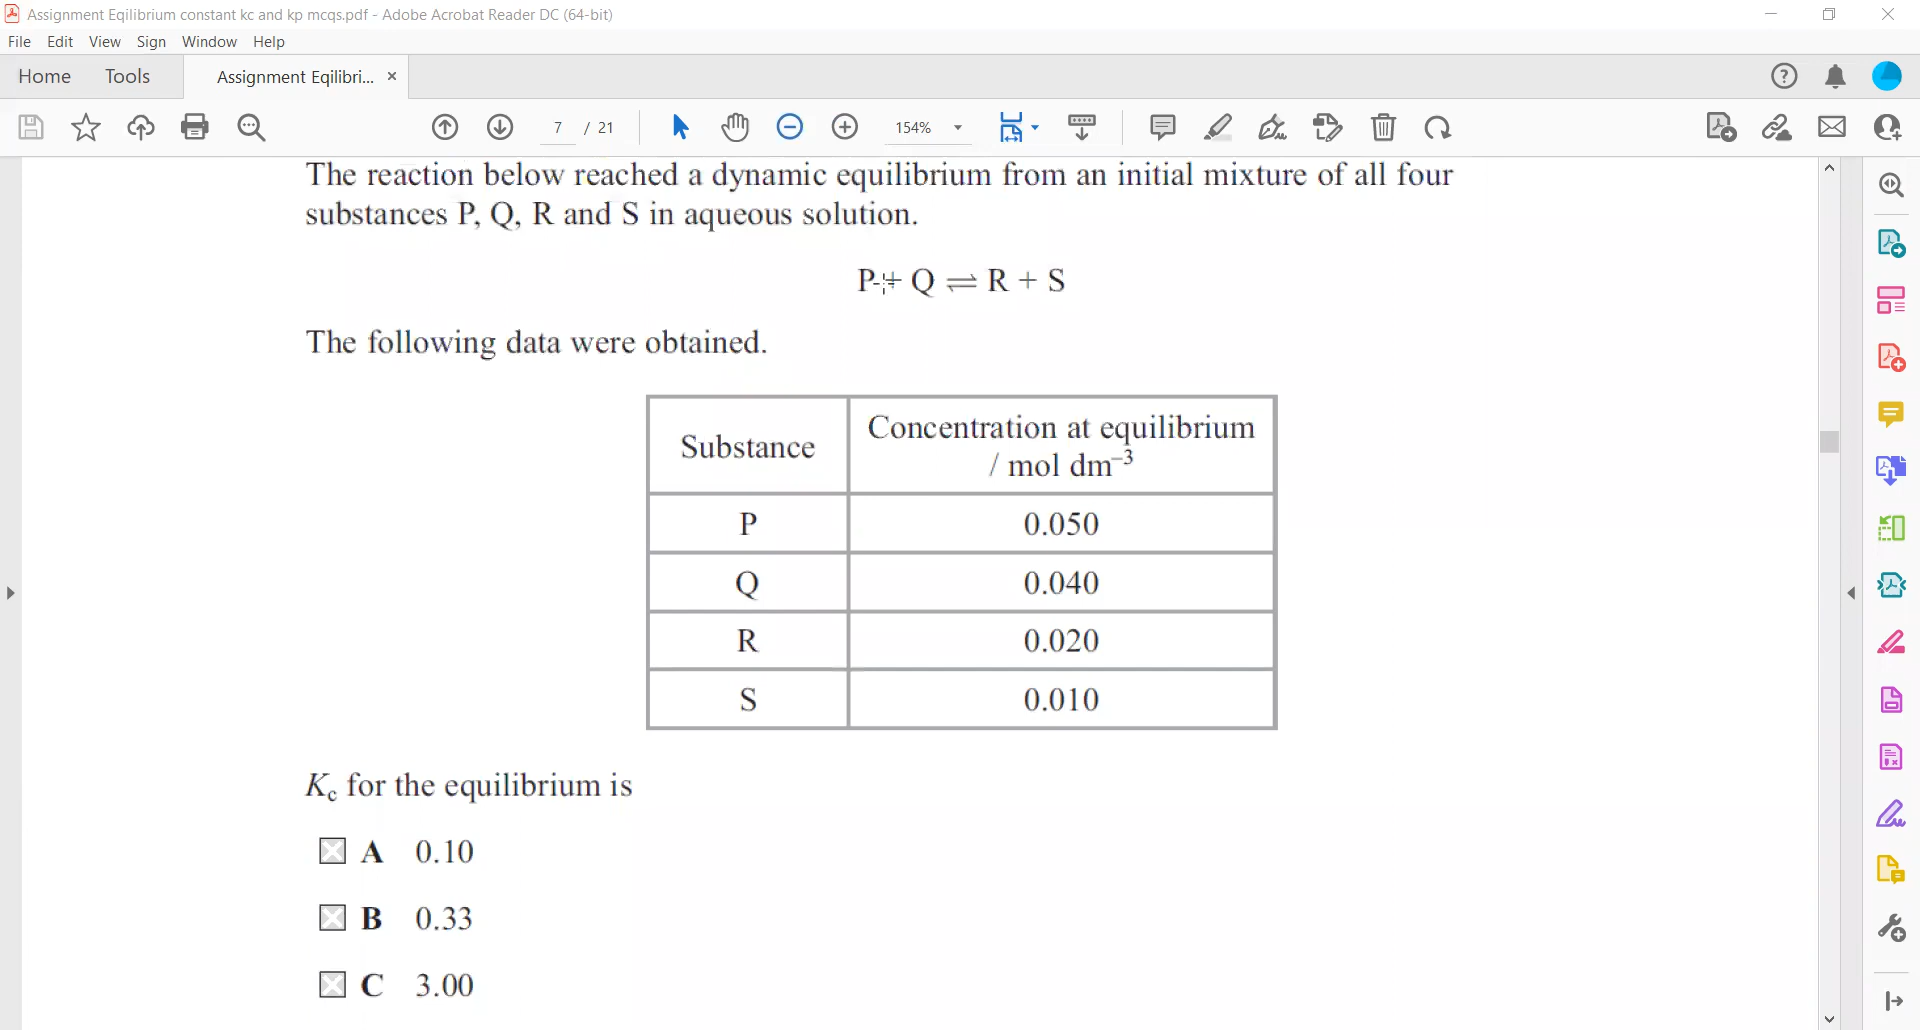 Assignment Eqilibrium constant kc and kp mcqs.pdf - Adobe Acrobat Reader DC (64-bit)
File Edit View Sign Window Help
Home Tools Assignment Eqilibri... ×
7 / 21 154%
The reaction below reached a dynamic equilibrium from an initial mixture of all four
substances P, Q, R and S in aqueous solution.
P + Q ⇌ R + S
The following data were obtained.
Substance Concentration at equilibrium
/ mol dm⁻³
P 0.050
Q 0.040
R 0.020
S 0.010
Kc for the equilibrium is
A 0.10
B 0.33
C 3.00